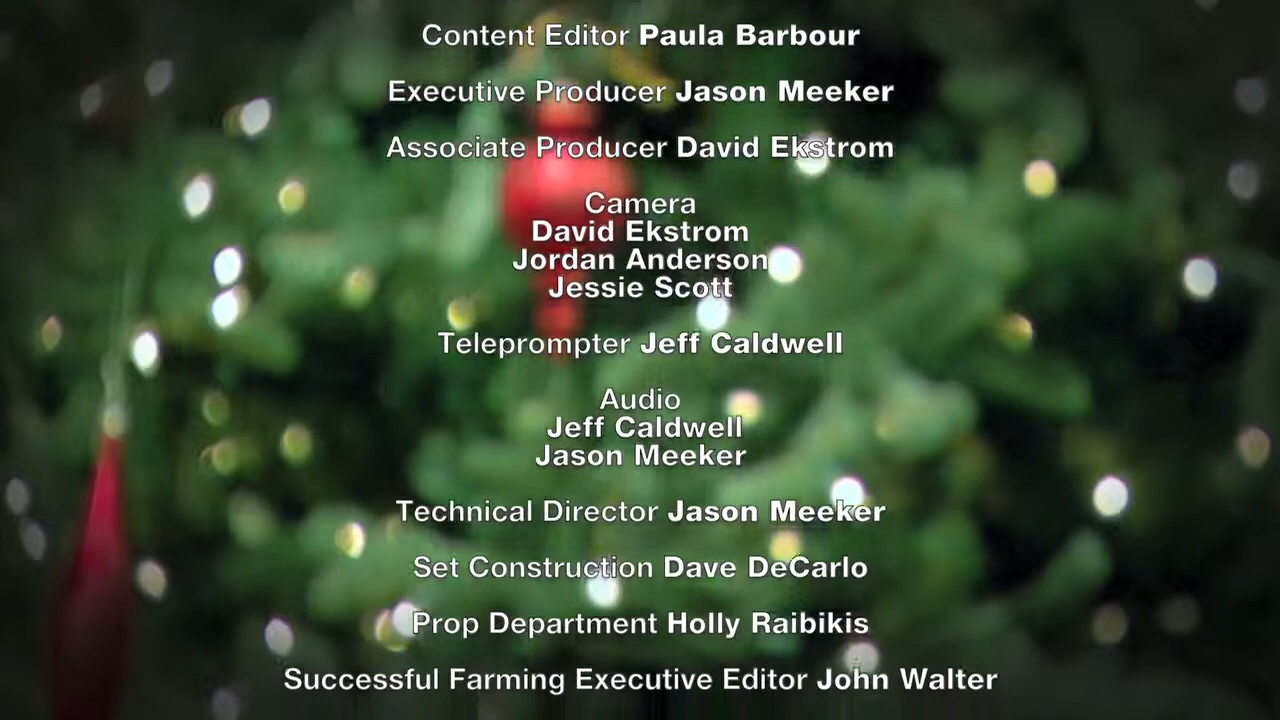 Content Editor Paula Barbour
Executive Producer Jason Meeker
Associate Producer David Ekstrom
Camera
David Ekstrom
Jordan Anderson
Jessie Scott
Teleprompter Jeff Caldwell
Audio
Jeff Caldwell
Jason Meeker
Technical Director Jason Meeker
Set Construction Dave DeCarlo
Prop Department Holly Raibikis
Successful Farming Executive Editor John Walter